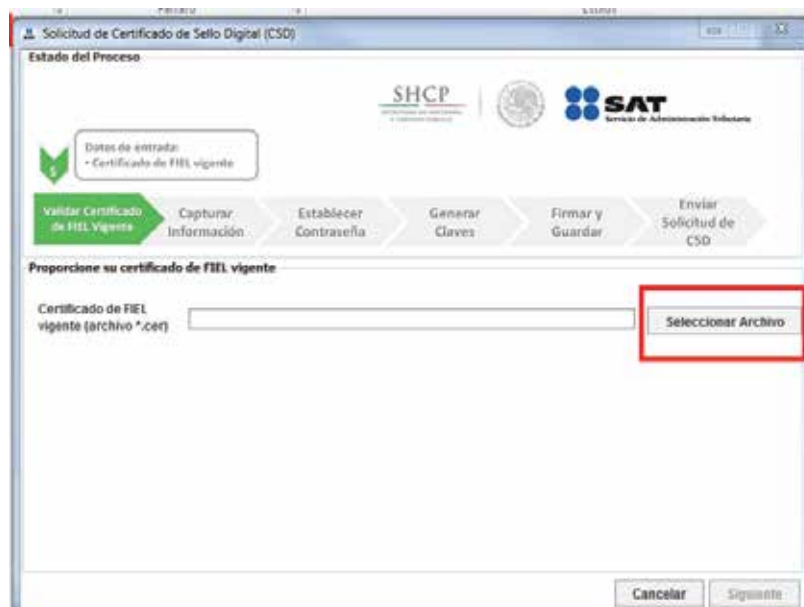 Solicitud de Certificado de Sello Digital (CSD)
Estado del Proceso
SHCP
SAT
Servicio de Administración Tributaria
Datos de entrada:
• Certificado de FIEL vigente
Validar Certificado
de FIEL Vigente
Capturar
Información
Establecer
Contraseña
Generar
Claves
Firmar y
Guardar
Enviar
Solicitud de
CSD
Proporcione su certificado de FIEL vigente
Certificado de FIEL
vigente (archivo *.cer)
Seleccionar Archivo
Cancelar
Siguiente